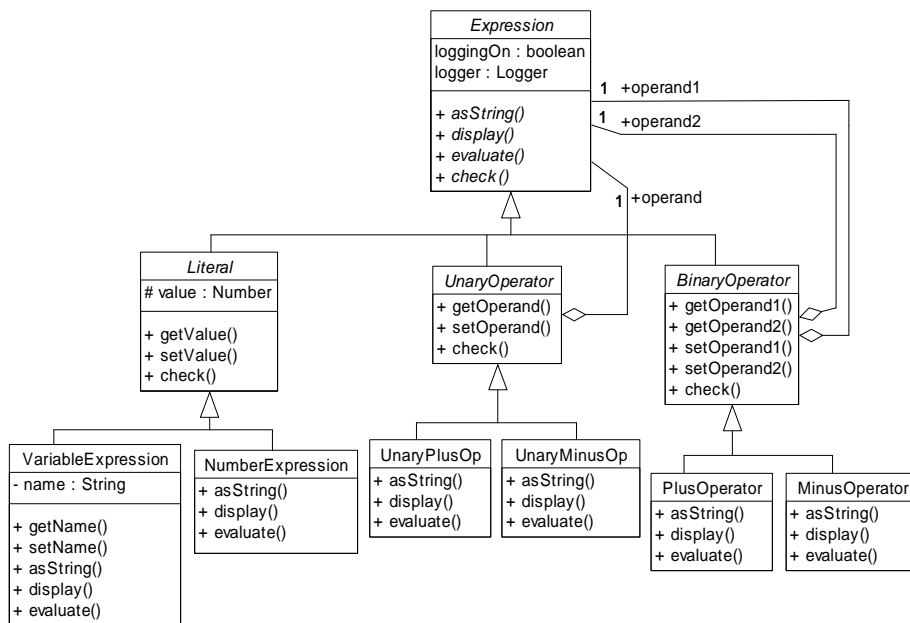 Expression
loggingOn : boolean
logger : Logger
+ asString()
+ display()
+ evaluate()
+ check()
1 +operand1
1 +operand2
1 +operand
Literal
# value : Number
+ getValue()
+ setValue()
+ check()
UnaryOperator
+ getOperand()
+ setOperand()
+ check()
BinaryOperator
+ getOperand1()
+ getOperand2()
+ setOperand1()
+ setOperand2()
+ check()
VariableExpression
- name : String
+ getName()
+ setName()
+ asString()
+ display()
+ evaluate()
NumberExpression
+ asString()
+ display()
+ evaluate()
UnaryPlusOp
+ asString()
+ display()
+ evaluate()
UnaryMinusOp
+ asString()
+ display()
+ evaluate()
PlusOperator
+ asString()
+ display()
+ evaluate()
MinusOperator
+ asString()
+ display()
+ evaluate()